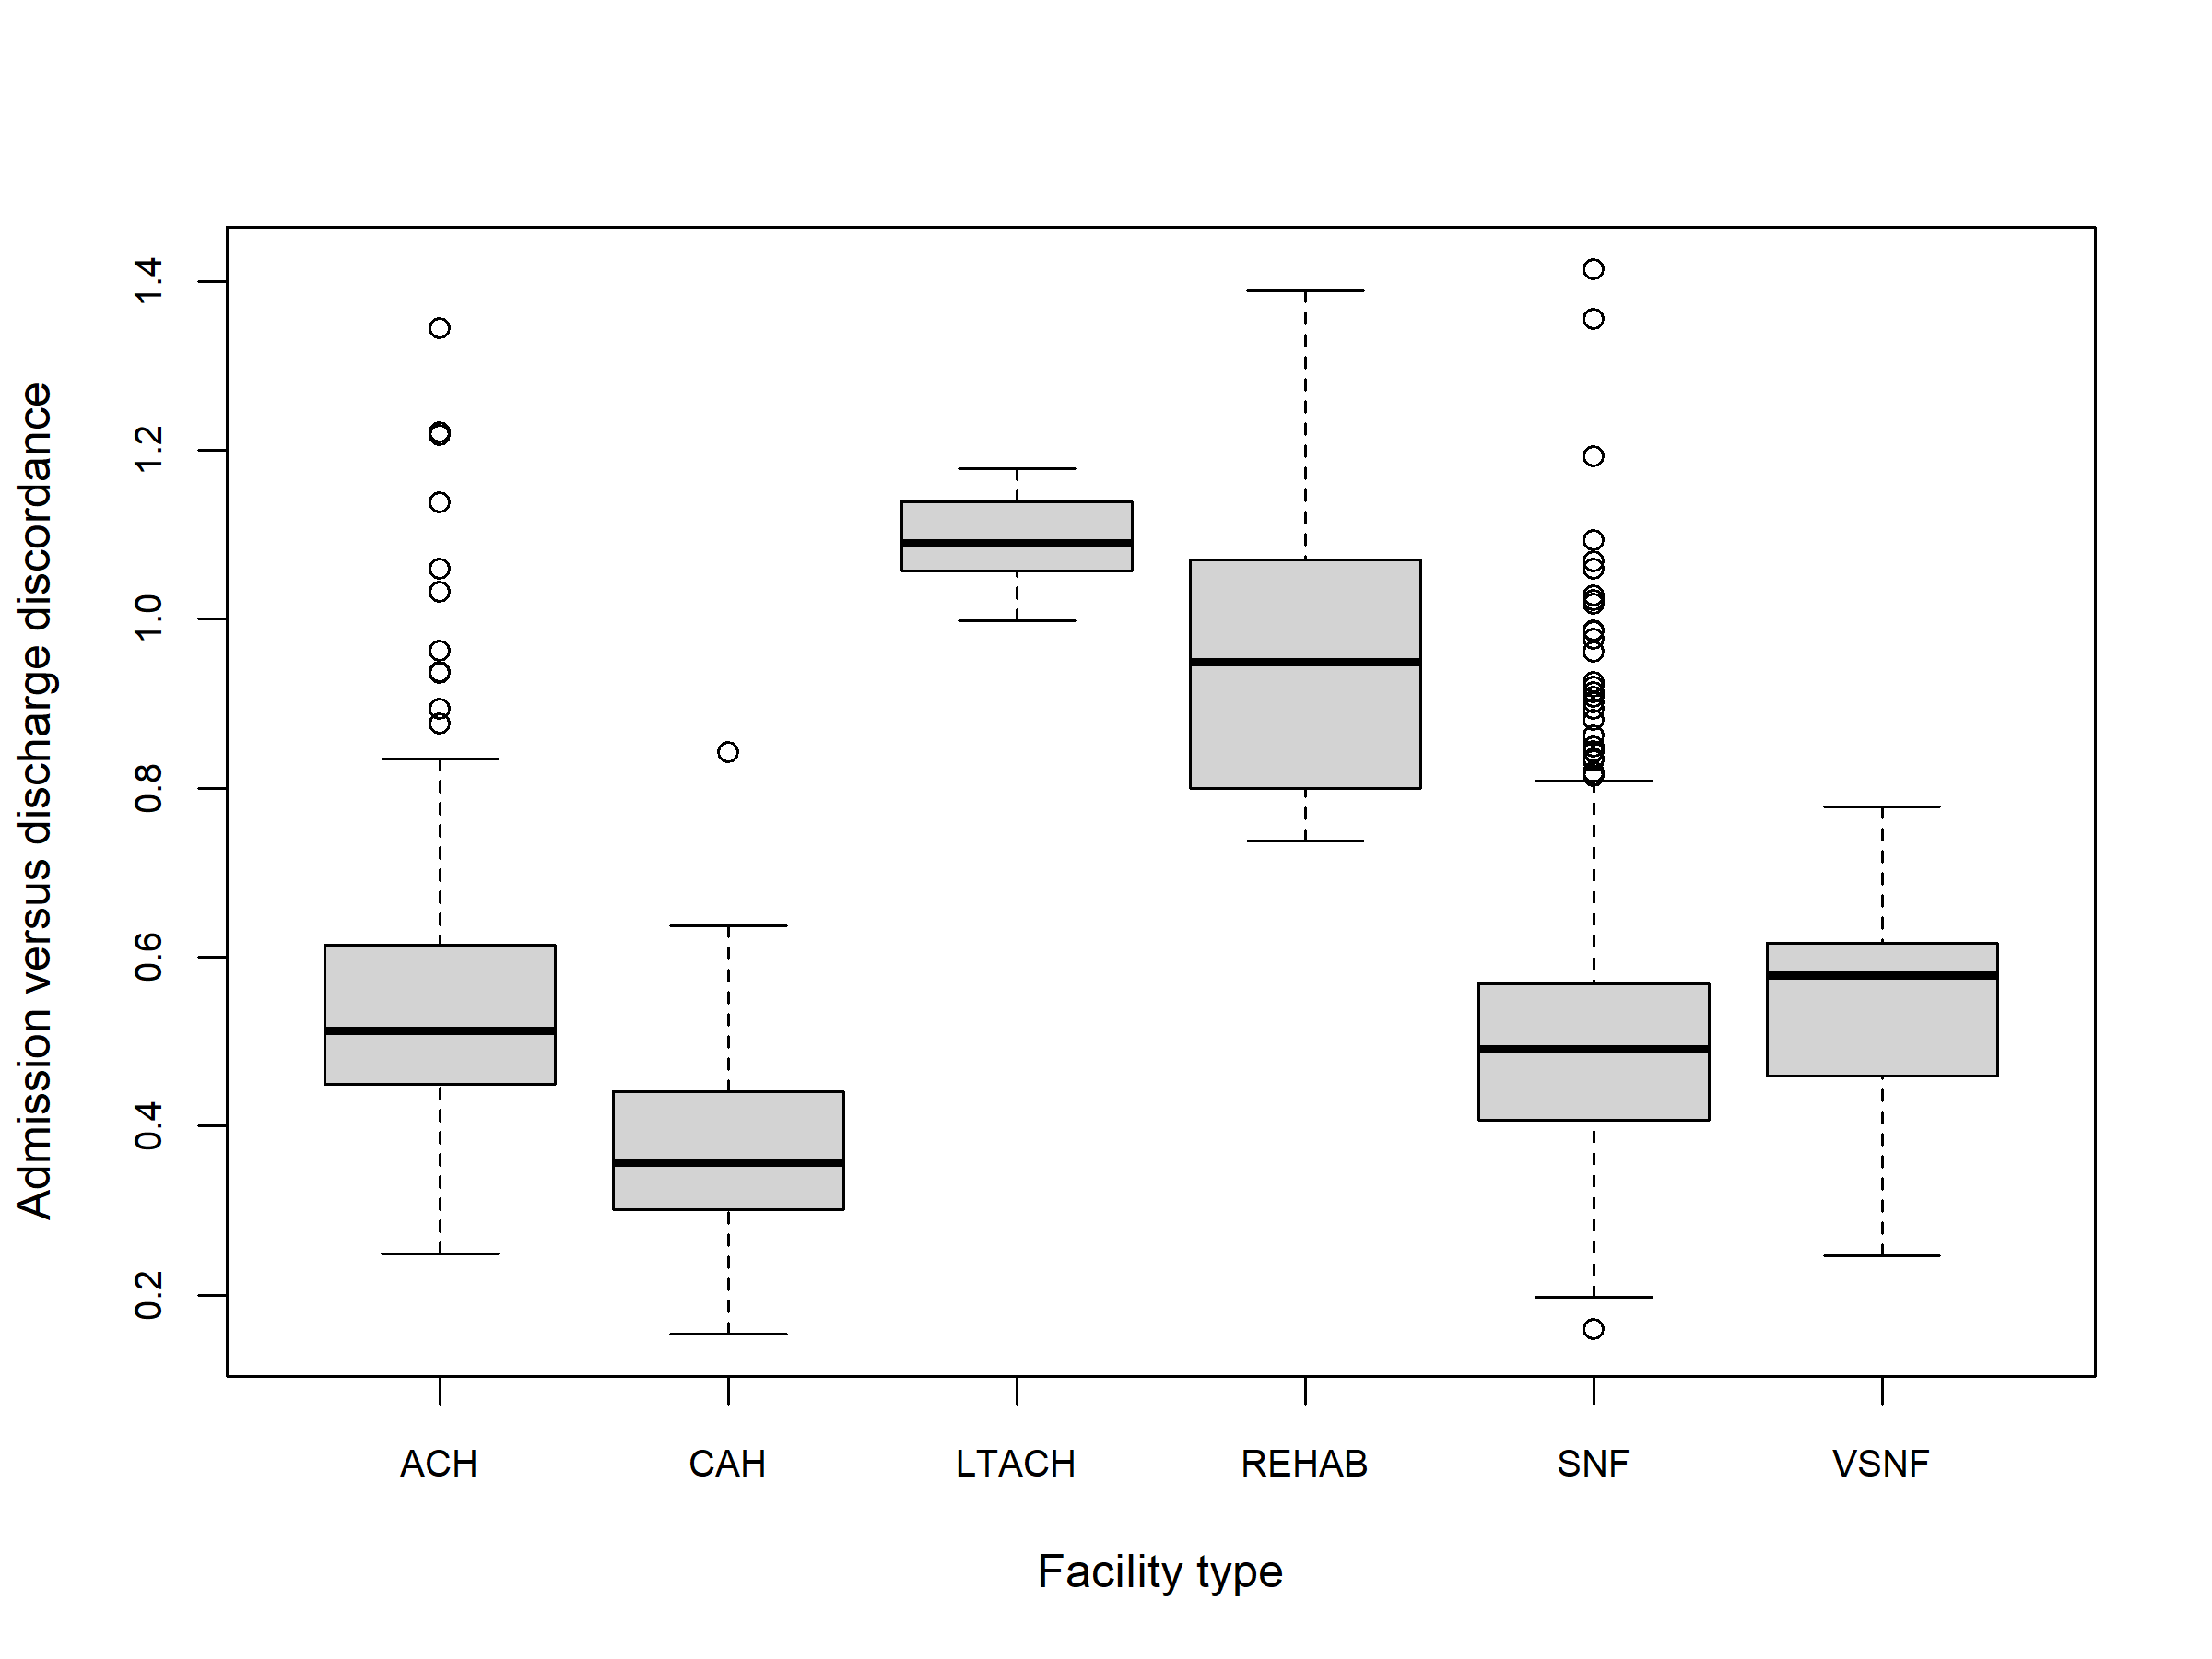 Admission versus discharge discordance
1.4
1.2
1.0
0.8
0.6
0.4
0.2
ACH CAH LTACH REHAB SNF VSNF
Facility type